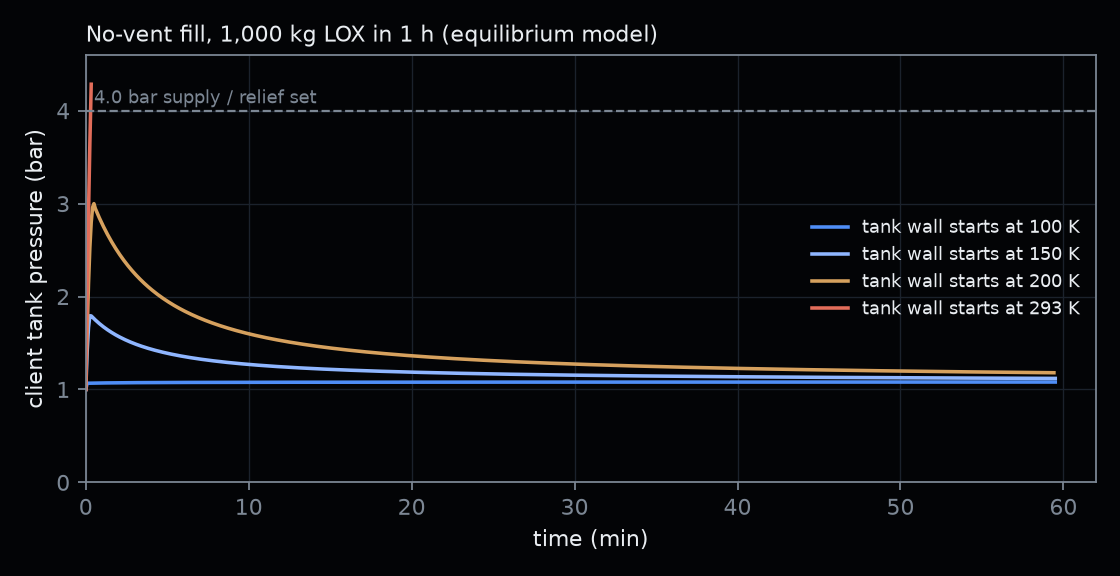 No-vent fill, 1,000 kg LOX in 1 h (equilibrium model)
4.0 bar supply / relief set
client tank pressure (bar)
4
3
2
1
0
tank wall starts at 100 K
tank wall starts at 150 K
tank wall starts at 200 K
tank wall starts at 293 K
0 10 20 30 40 50 60
time (min)